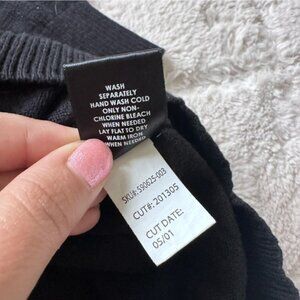 WASH
SEPARATELY
HAND WASH COLD
ONLY NON-
CHLORINE BLEACH
WHEN NEEDED
LAY FLAT TO DRY
WARM IRON
WHEN NEEDED
SKU#: S90625-003
CUT#: 201305
CUT DATE:
05/01